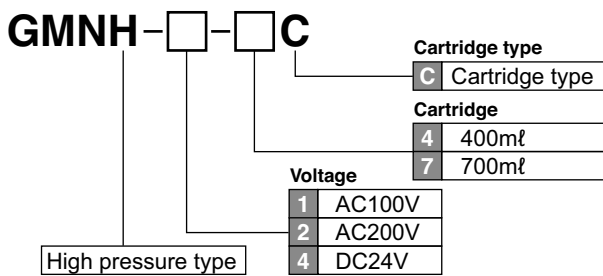 GMNH-□-□C
Cartridge type
C Cartridge type
Cartridge
4 400mℓ
7 700mℓ
Voltage
1 AC100V
2 AC200V
4 DC24V
High pressure type